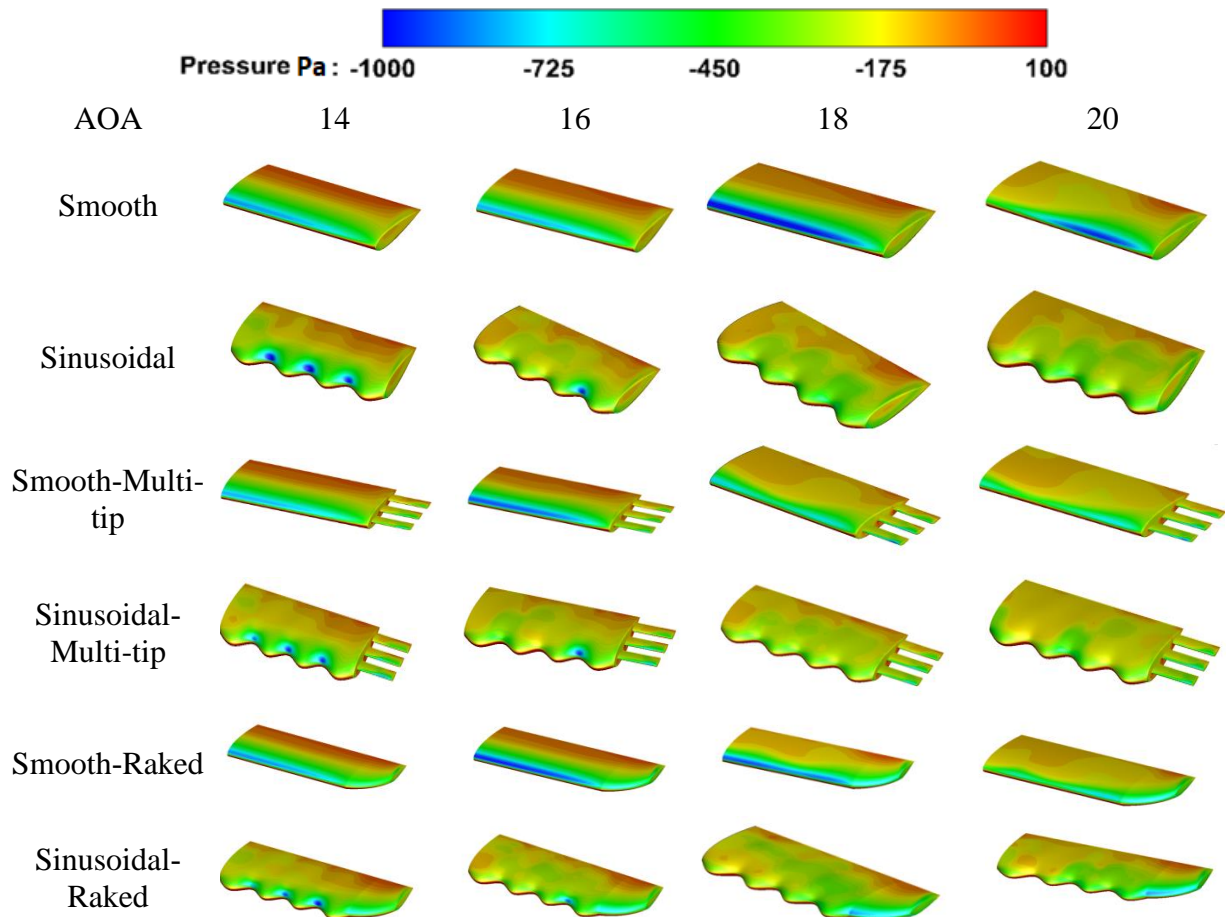 Pressure Pa : -1000 -725 -450 -175 100
AOA 14 16 18 20
Smooth
Sinusoidal
Smooth-Multi-
tip
Sinusoidal-
Multi-tip
Smooth-Raked
Sinusoidal-
Raked